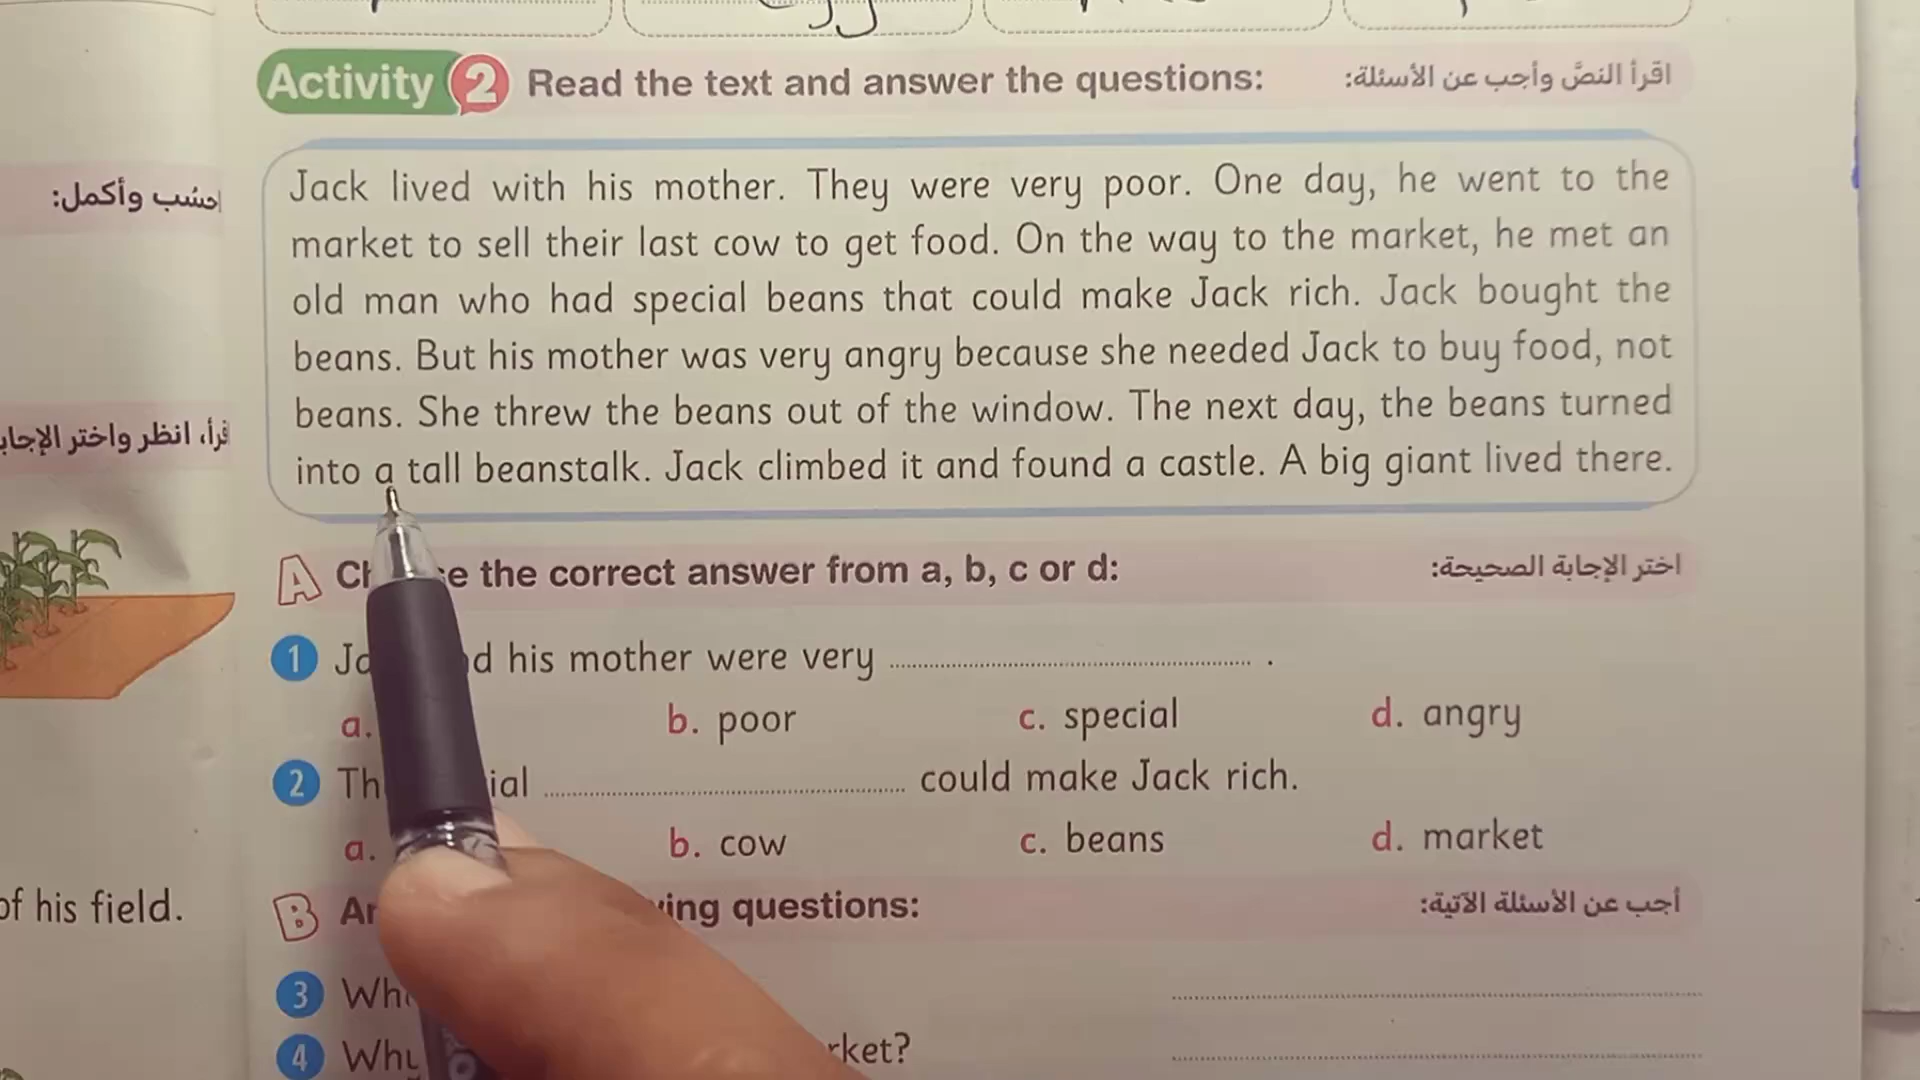 Activity 2 Read the text and answer the questions: اقرأ النصَّ وأجب عن الأسئلة:
Jack lived with his mother. They were very poor. One day, he went to the
market to sell their last cow to get food. On the way to the market, he met an
old man who had special beans that could make Jack rich. Jack bought the
beans. But his mother was very angry because she needed Jack to buy food, not
beans. She threw the beans out of the window. The next day, the beans turned
into a tall beanstalk. Jack climbed it and found a castle. A big giant lived there.
وأكمل:
انظر واختر
of his field.
A the correct answer from a, b, c or d: اختر الإجابة الصحيحة:
1 his mother were very .
a. b. poor c. special d. angry
2 could make Jack rich.
a. b. cow c. beans d. market
B questions: أجب عن الأسئلة الآتية:
3
4